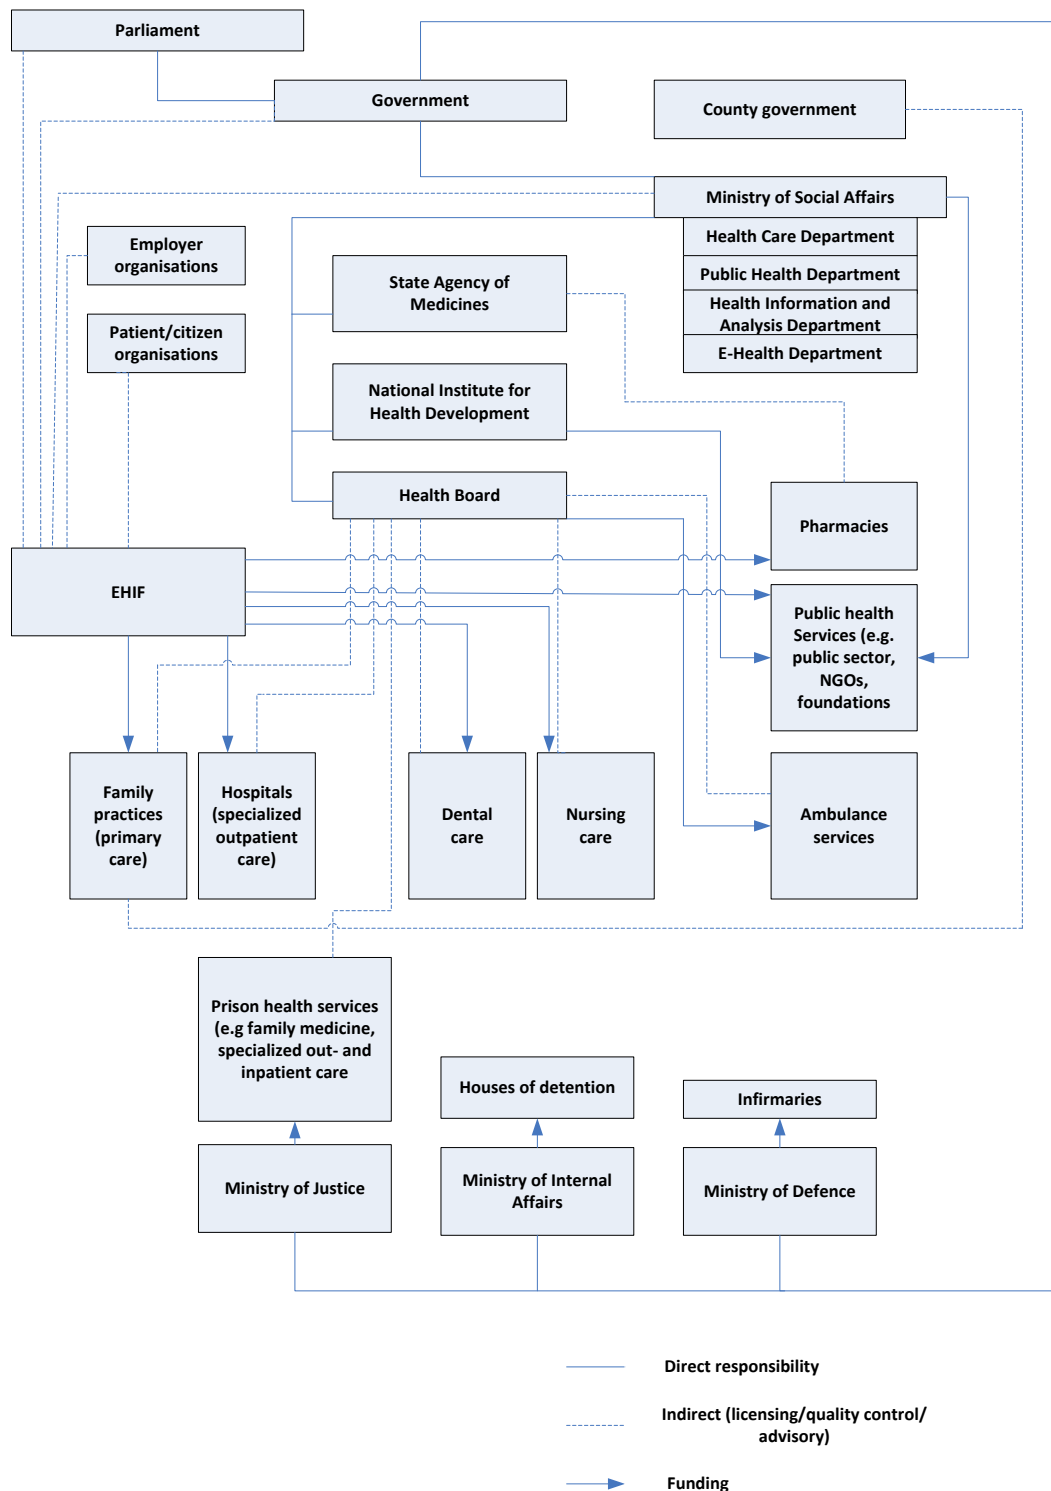 Parliament
Government
County government
Ministry of Social Affairs
Health Care Department
Public Health Department
Health Information and
Analysis Department
E-Health Department
Employer
organisations
Patient/citizen
organisations
State Agency of
Medicines
National Institute for
Health Development
Health Board
Pharmacies
EHIF
Public health
Services (e.g.
public sector,
NGOs,
foundations
Family
practices
(primary
care)
Hospitals
(specialized
outpatient
care)
Dental
care
Nursing
care
Ambulance
services
Prison health services
(e.g family medicine,
specialized out- and
inpatient care
Houses of detention
Infirmaries
Ministry of Justice
Ministry of Internal
Affairs
Ministry of Defence
Direct responsibility
Indirect (licensing/quality control/
advisory)
Funding